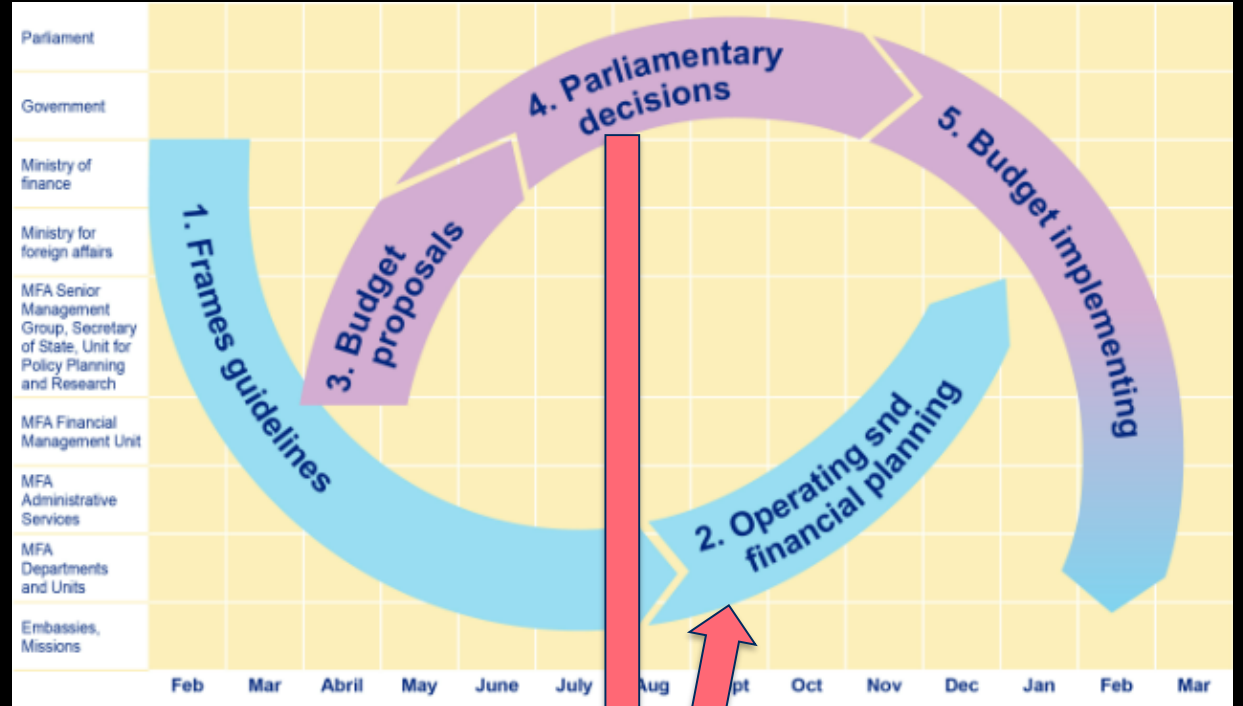 Parliament
Government
Ministry of
finance
Ministry for
foreign affairs
MFA Senior
Management
Group, Secretary
of State, Unit for
Policy Planning
and Research
MFA Financial
Management Unit
MFA
Administrative
Services
MFA
Departments
and Units
Embassies,
Missions
1. Frames guidelines
3. Budget
proposals
4. Parliamentary
decisions
5. Budget implementing
2. Operating snd
financial planning
Feb Mar Abril May June July Aug pt Oct Nov Dec Jan Feb Mar